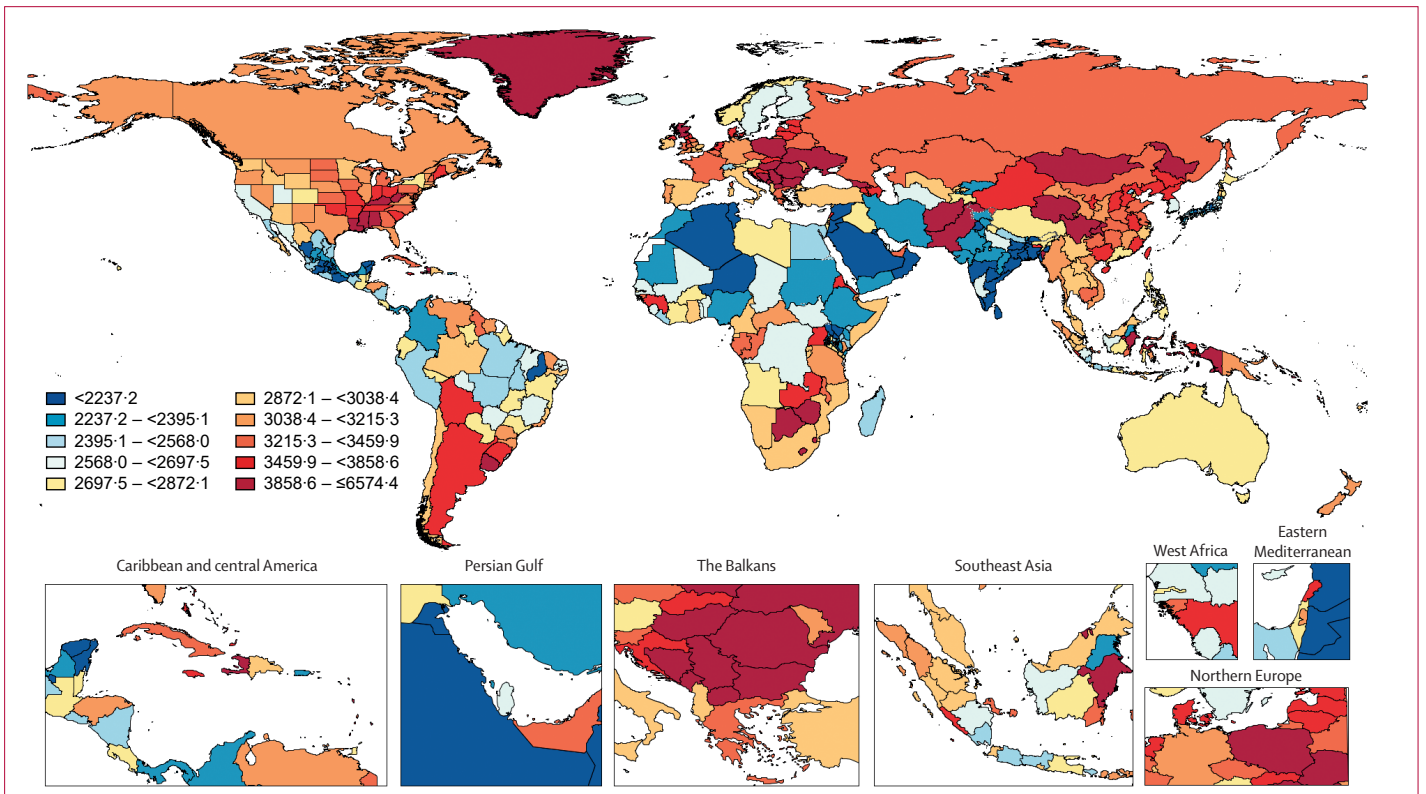 <2237·2
2237·2 – <2395·1
2395·1 – <2568·0
2568·0 – <2697·5
2697·5 – <2872·1
2872·1 – <3038·4
3038·4 – <3215·3
3215·3 – <3459·9
3459·9 – <3858·6
3858·6 – ≤6574·4
Caribbean and central America
Persian Gulf
The Balkans
Southeast Asia
West Africa
Eastern
Mediterranean
Northern Europe